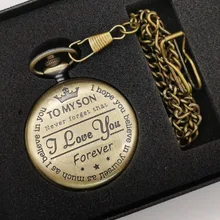 TO MY SON
Never forget that
I Love You
Forever
I hope you believe in yourself as much as I believe in you